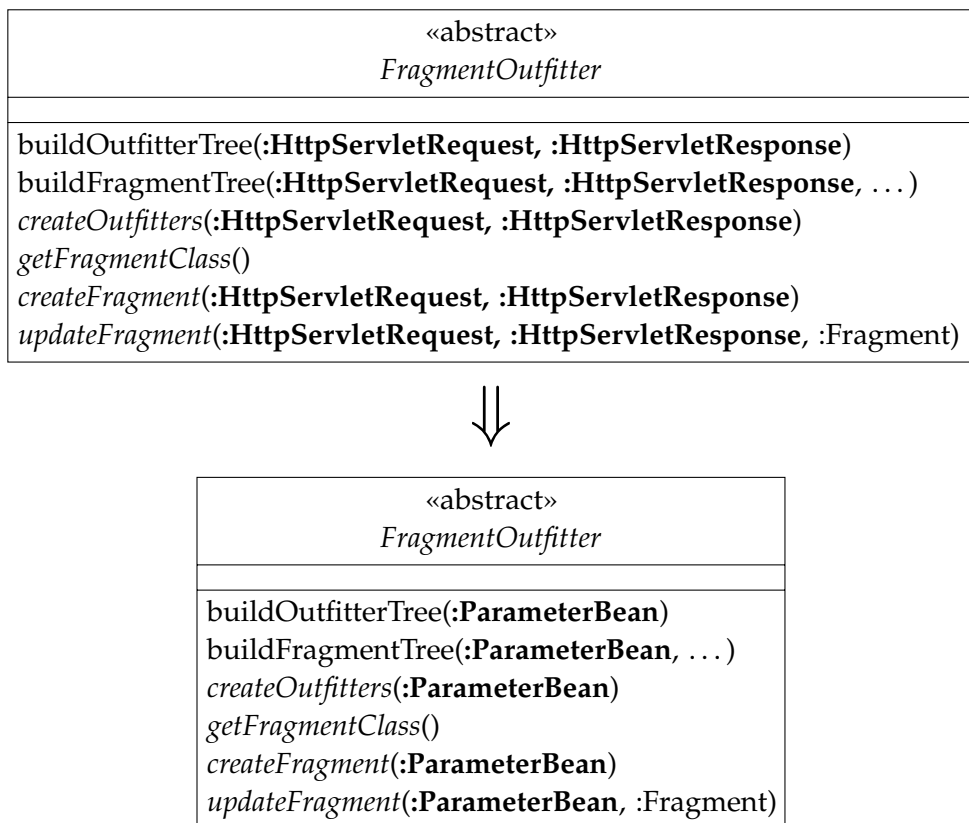 «abstract»
FragmentOutfitter
buildOutfitterTree(:HttpServletRequest, :HttpServletResponse)
buildFragmentTree(:HttpServletRequest, :HttpServletResponse, . . . )
createOutfitters(:HttpServletRequest, :HttpServletResponse)
getFragmentClass()
createFragment(:HttpServletRequest, :HttpServletResponse)
updateFragment(:HttpServletRequest, :HttpServletResponse, :Fragment)
⇓
«abstract»
FragmentOutfitter
buildOutfitterTree(:ParameterBean)
buildFragmentTree(:ParameterBean, . . . )
createOutfitters(:ParameterBean)
getFragmentClass()
createFragment(:ParameterBean)
updateFragment(:ParameterBean, :Fragment)